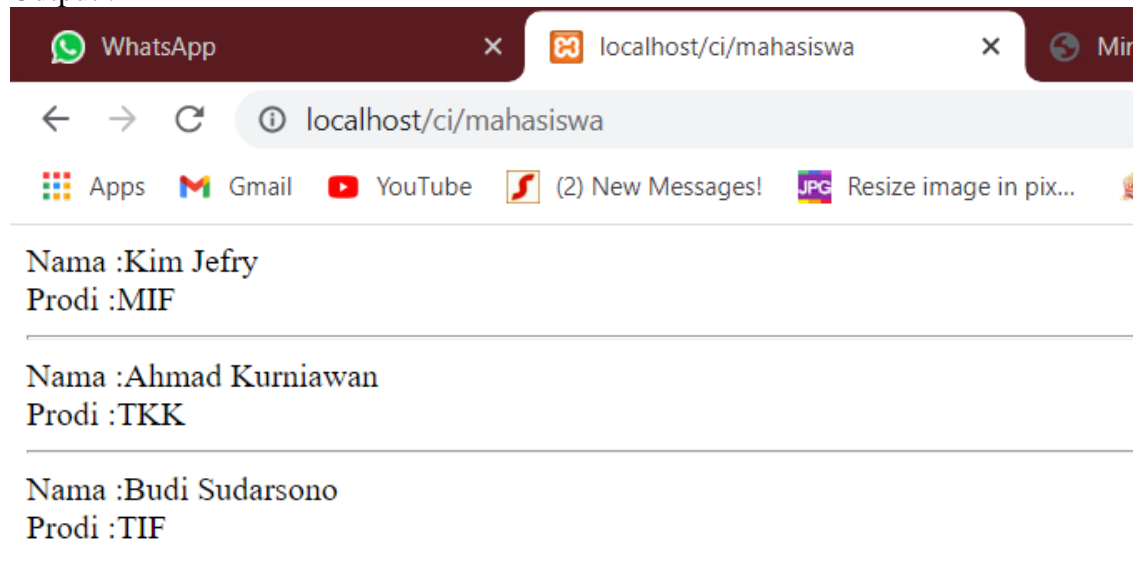 WhatsApp
localhost/ci/mahasiswa
localhost/ci/mahasiswa
Apps
Gmail
YouTube
(2) New Messages!
JPG
Resize image in pix...
Nama :Kim Jefry
Prodi :MIF
Nama :Ahmad Kurniawan
Prodi :TKK
Nama :Budi Sudarsono
Prodi :TIF